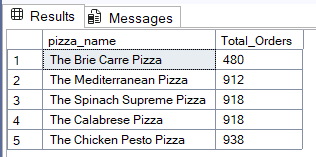 Results Messages
pizza_name Total_Orders
1 The Brie Carre Pizza 480
2 The Mediterranean Pizza 912
3 The Spinach Supreme Pizza 918
4 The Calabrese Pizza 918
5 The Chicken Pesto Pizza 938